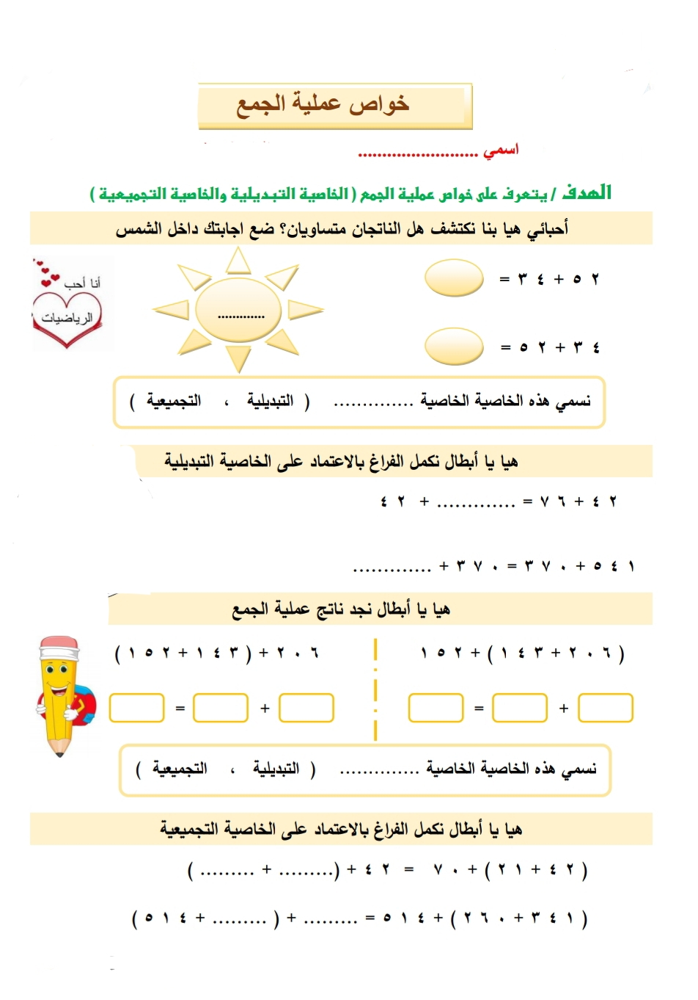 خواص عملية الجمع
اسمي .........................
الهدف / يتعرف على خواص عملية الجمع ( الخاصية التبديلية والخاصية التجميعية )
أحبائي هيا بنا نكتشف هل الناتجان متساويان؟ ضع اجابتك داخل الشمس
٥٢ + ٣٤ =
أنا أحب
الرياضيات
.............
٣٤ + ٥٢ =
نسمي هذه الخاصية الخاصية .............. ( التبديلية ، التجميعية )
هيا يا أبطال نكمل الفراغ بالاعتماد على الخاصية التبديلية
٤٢ + ٧٦ = ............. + ٤٢
٥٤١ + ٣٧٠ = ٣٧٠ + .............
هيا يا أبطال نجد ناتج عملية الجمع
( ٢٠٦ + ١٤٣ ) + ١٥٢
٢٠٦ + ( ١٤٣ + ١٥٢ )
+ =
+ =
نسمي هذه الخاصية الخاصية .............. ( التبديلية ، التجميعية )
هيا يا أبطال نكمل الفراغ بالاعتماد على الخاصية التجميعية
( ٤٢ + ٢١ ) + ٧٠ = ٤٢ + (......... + ......... )
( ٣٤١ + ٢٦٠ ) + ٥١٤ = ......... + ( ......... + ٥١٤ )